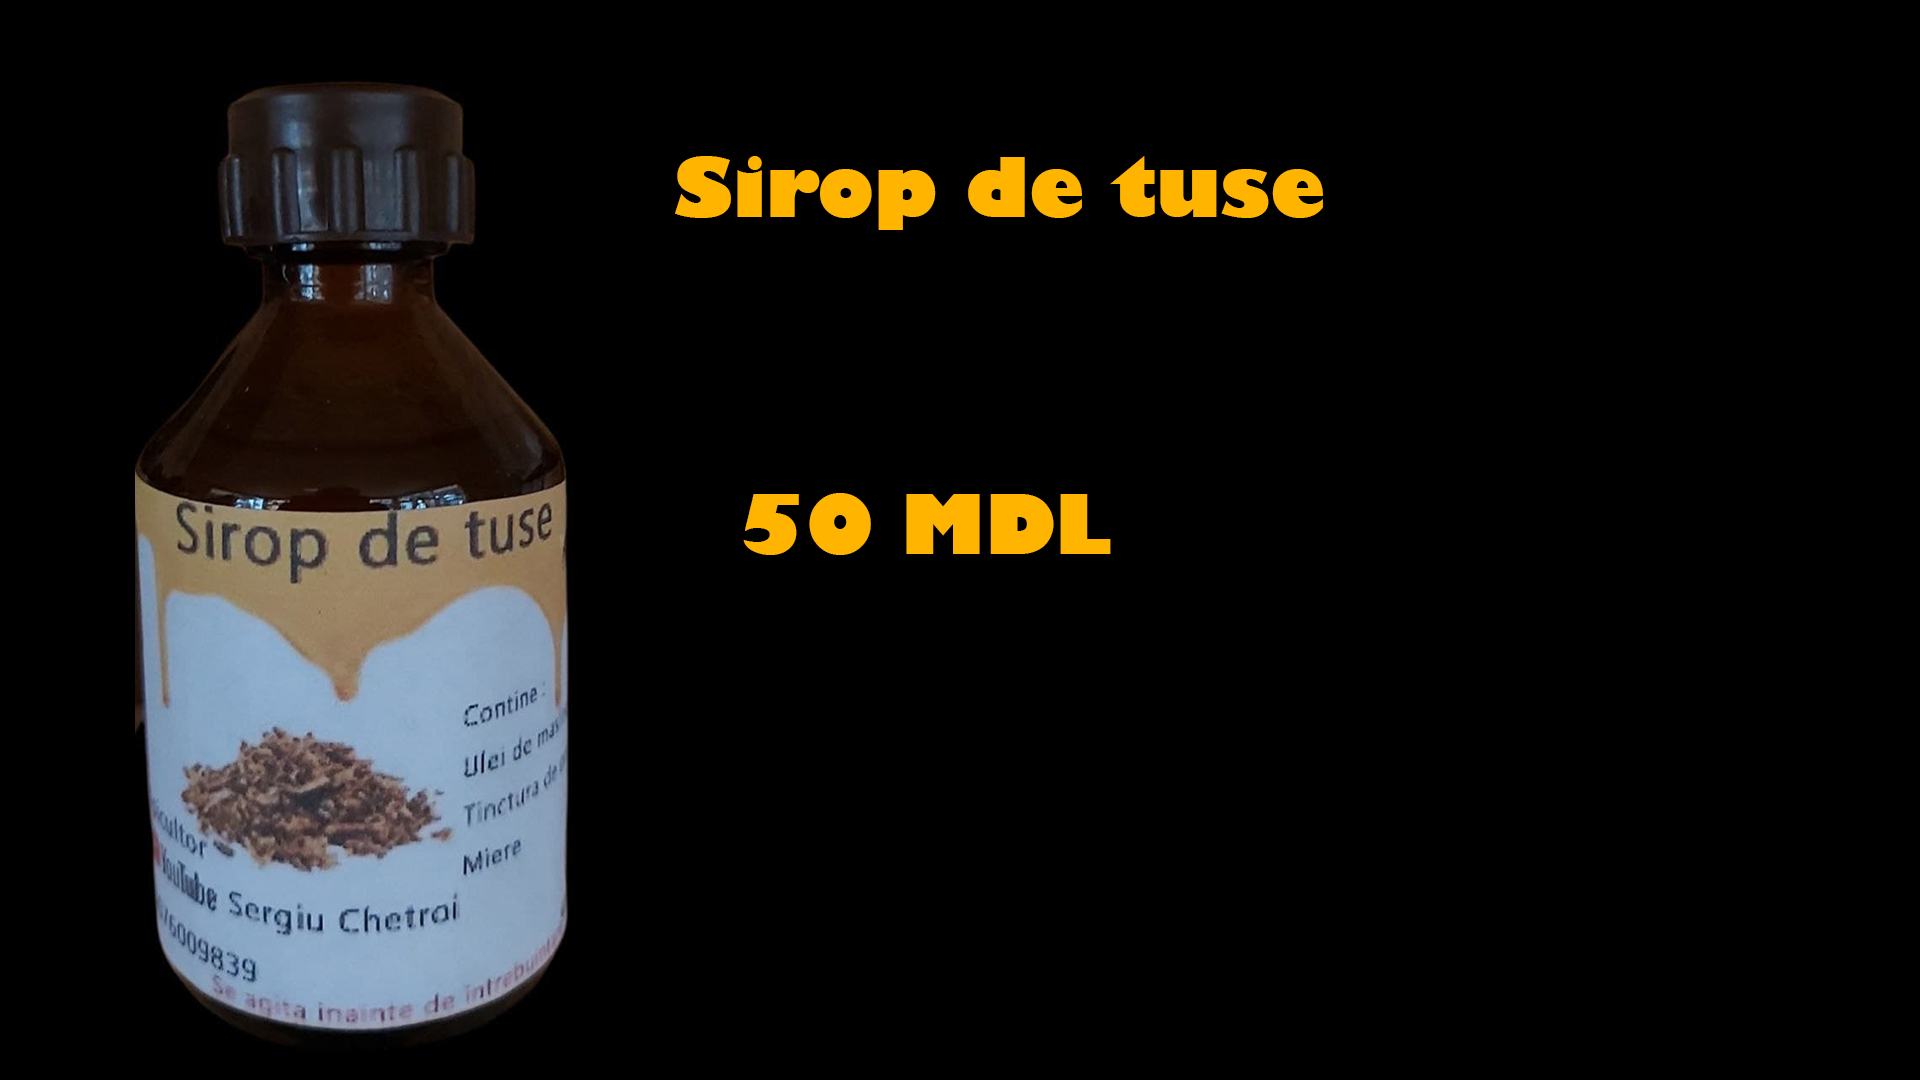 Sirop de tuse
50 MDL
Sirop de tuse
Contine :
Ulei de
Tinctura de
Miere
YouTube Sergiu Chetrai
76009839
Se agita inainte de